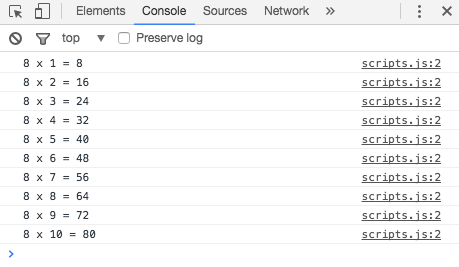 Elements Console Sources Network »
top ▼ Preserve log
8 x 1 = 8 scripts.js:2
8 x 2 = 16 scripts.js:2
8 x 3 = 24 scripts.js:2
8 x 4 = 32 scripts.js:2
8 x 5 = 40 scripts.js:2
8 x 6 = 48 scripts.js:2
8 x 7 = 56 scripts.js:2
8 x 8 = 64 scripts.js:2
8 x 9 = 72 scripts.js:2
8 x 10 = 80 scripts.js:2
>